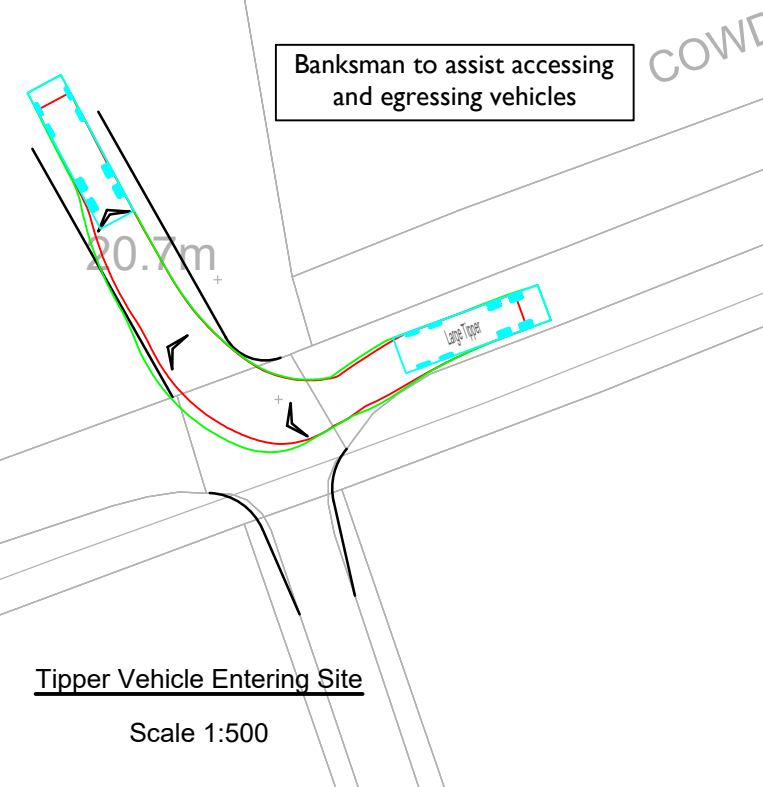 Banksman to assist accessing
and egressing vehicles
COWD
20.7m
Large Tipper
Tipper Vehicle Entering Site
Scale 1:500